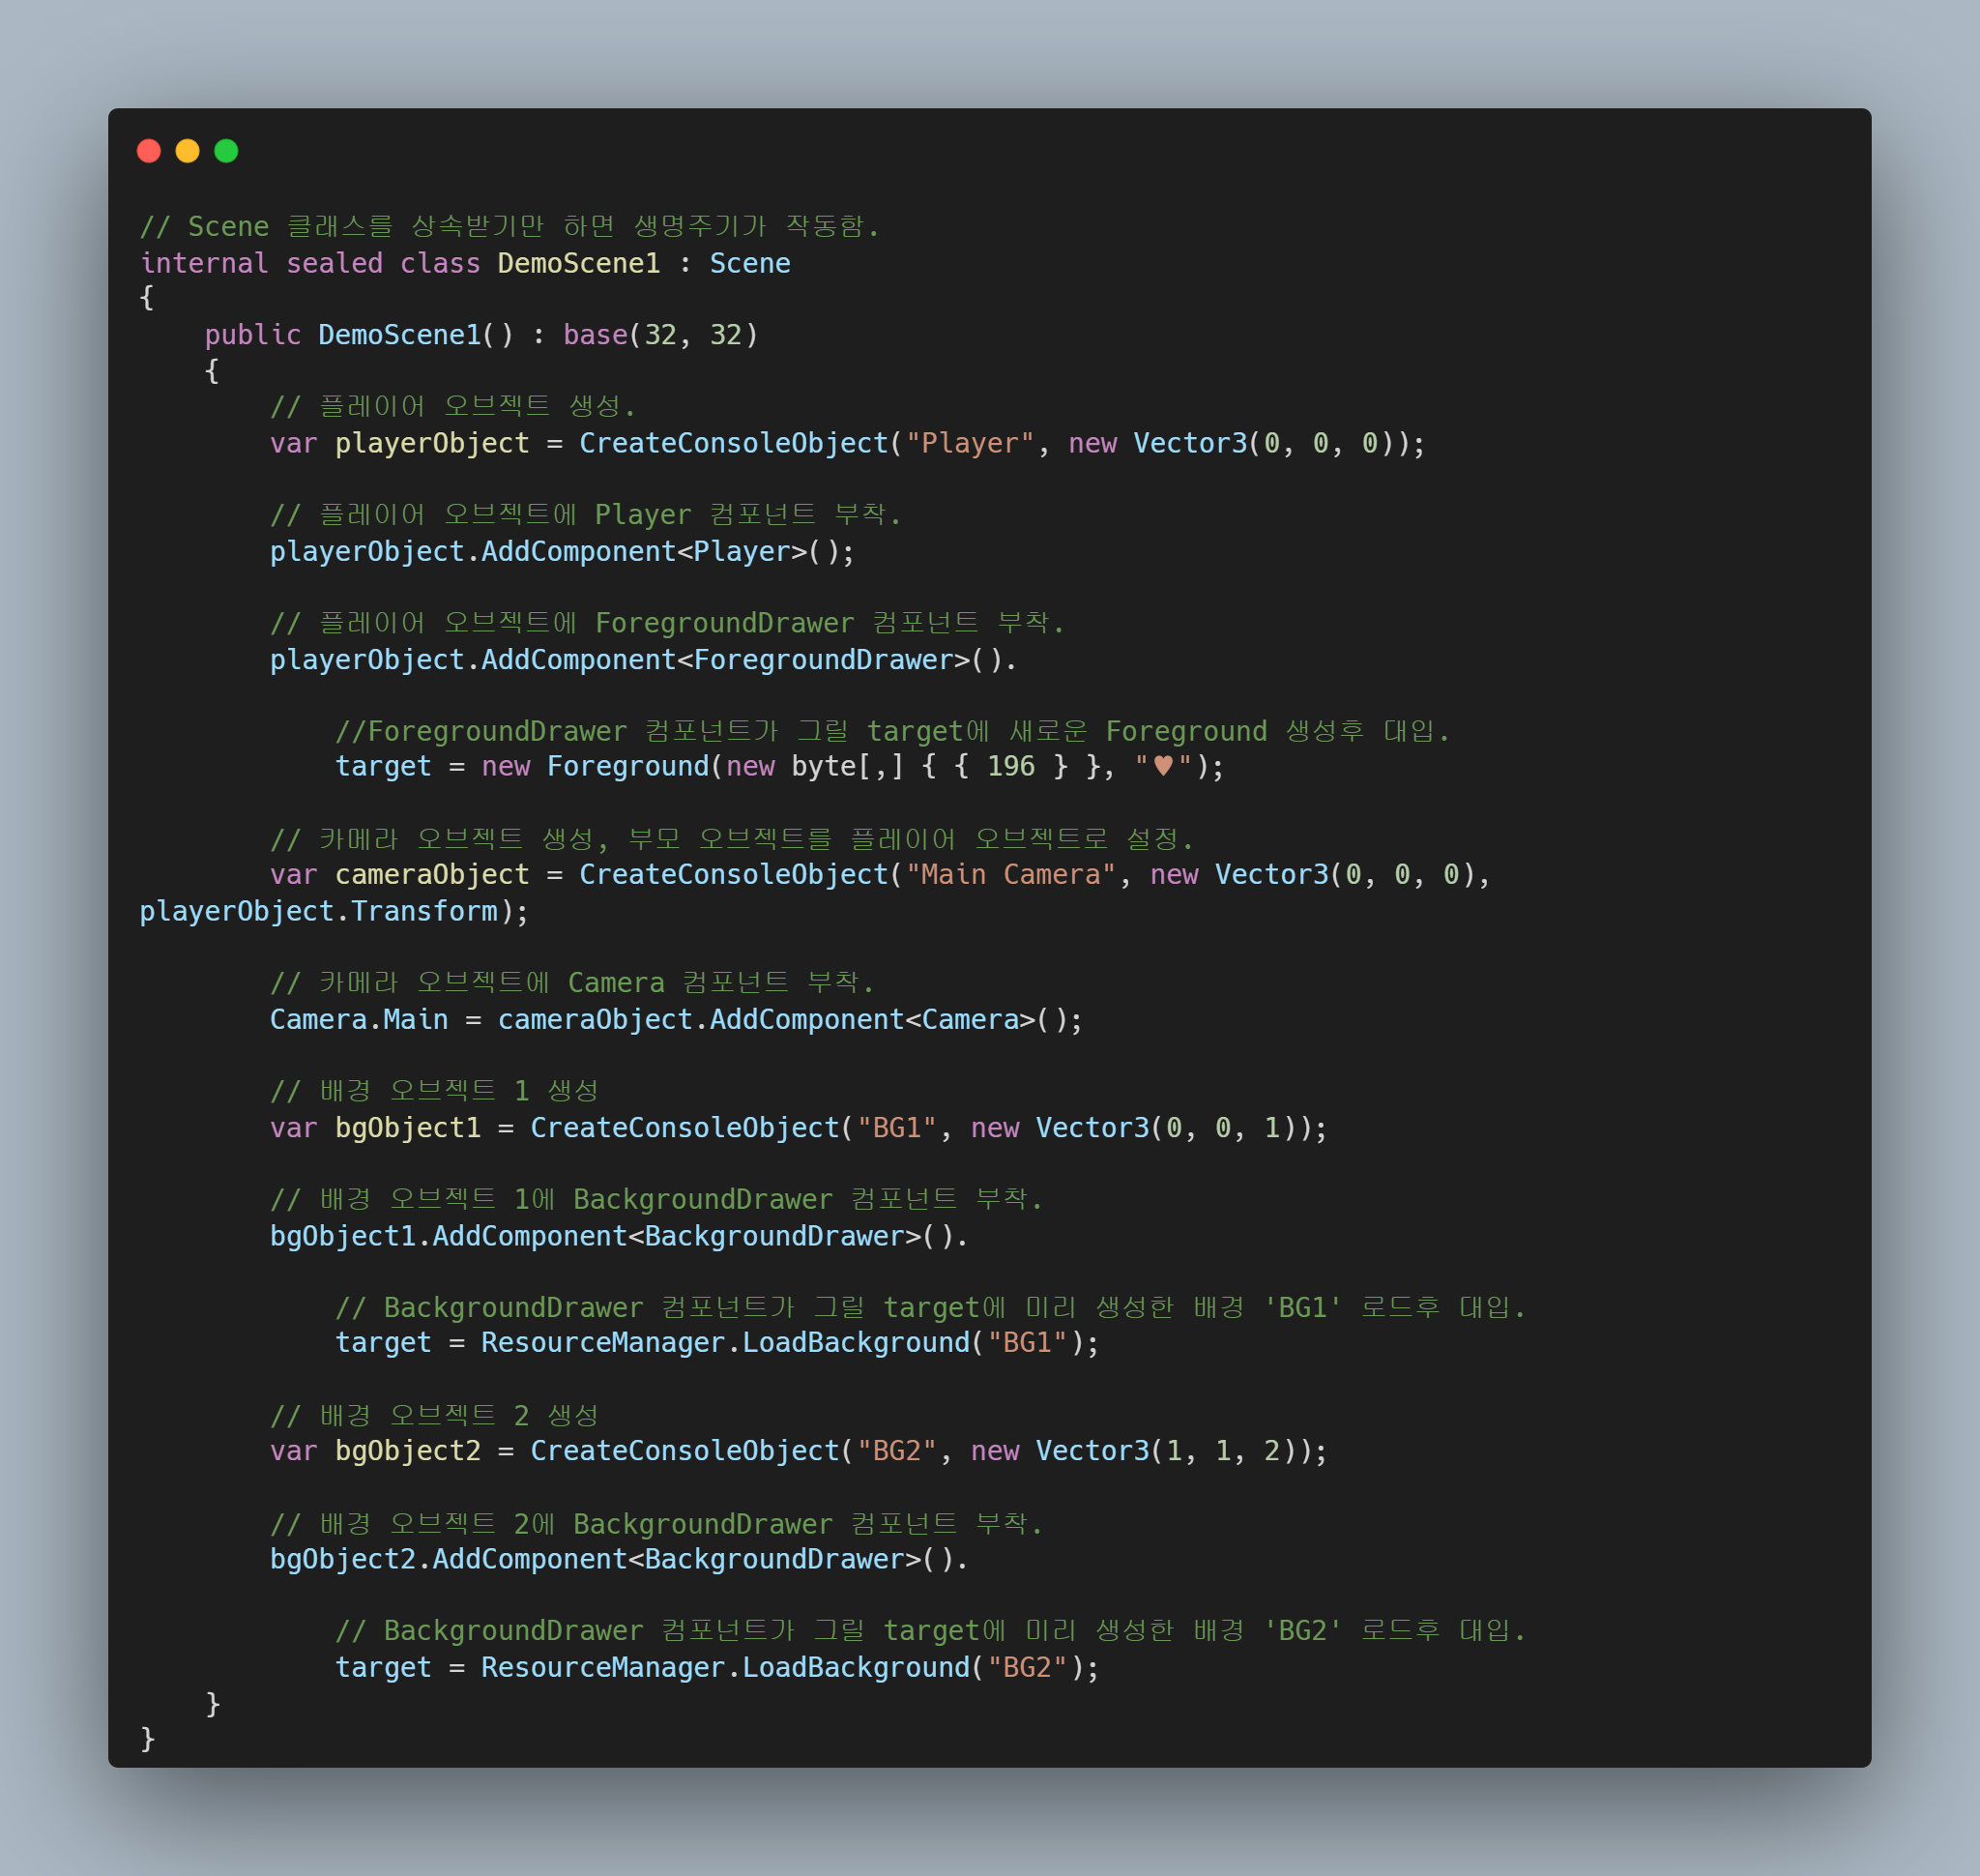 // Scene 클래스를 상속받기만 하면 생명주기가 작동함.
internal sealed class DemoScene1 : Scene
{
    public DemoScene1() : base(32, 32)
    {
        // 플레이어 오브젝트 생성.
        var playerObject = CreateConsoleObject("Player", new Vector3(0, 0, 0));

        // 플레이어 오브젝트에 Player 컴포넌트 부착.
        playerObject.AddComponent<Player>();

        // 플레이어 오브젝트에 ForegroundDrawer 컴포넌트 부착.
        playerObject.AddComponent<ForegroundDrawer>().

            //ForegroundDrawer 컴포넌트가 그릴 target에 새로운 Foreground 생성후 대입.
            target = new Foreground(new byte[,] { { 196 } }, "♥");

        // 카메라 오브젝트 생성, 부모 오브젝트를 플레이어 오브젝트로 설정.
        var cameraObject = CreateConsoleObject("Main Camera", new Vector3(0, 0, 0),
playerObject.Transform);

        // 카메라 오브젝트에 Camera 컴포넌트 부착.
        Camera.Main = cameraObject.AddComponent<Camera>();

        // 배경 오브젝트 1 생성
        var bgObject1 = CreateConsoleObject("BG1", new Vector3(0, 0, 1));

        // 배경 오브젝트 1에 BackgroundDrawer 컴포넌트 부착.
        bgObject1.AddComponent<BackgroundDrawer>().

            // BackgroundDrawer 컴포넌트가 그릴 target에 미리 생성한 배경 'BG1' 로드후 대입.
            target = ResourceManager.LoadBackground("BG1");

        // 배경 오브젝트 2 생성
        var bgObject2 = CreateConsoleObject("BG2", new Vector3(1, 1, 2));

        // 배경 오브젝트 2에 BackgroundDrawer 컴포넌트 부착.
        bgObject2.AddComponent<BackgroundDrawer>().

            // BackgroundDrawer 컴포넌트가 그릴 target에 미리 생성한 배경 'BG2' 로드후 대입.
            target = ResourceManager.LoadBackground("BG2");
    }
}